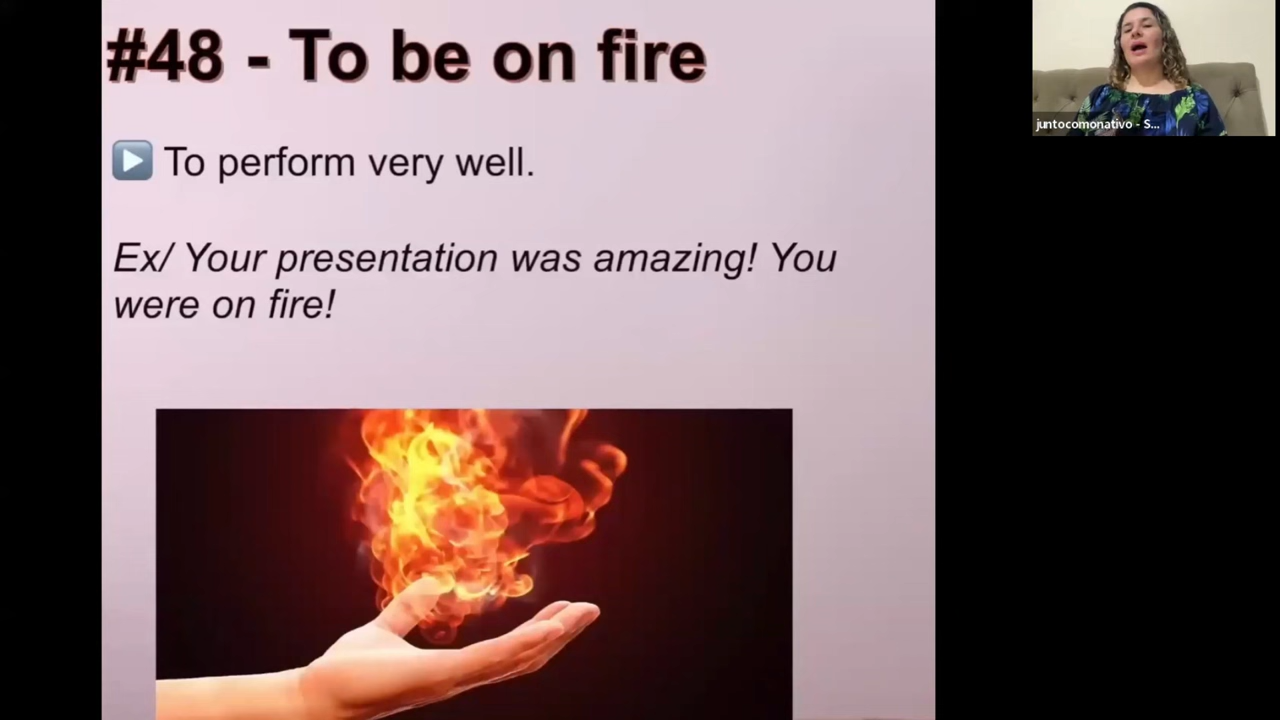 #48 - To be on fire
juntocomonativo - S...
▶ To perform very well.
Ex/ Your presentation was amazing! You
were on fire!